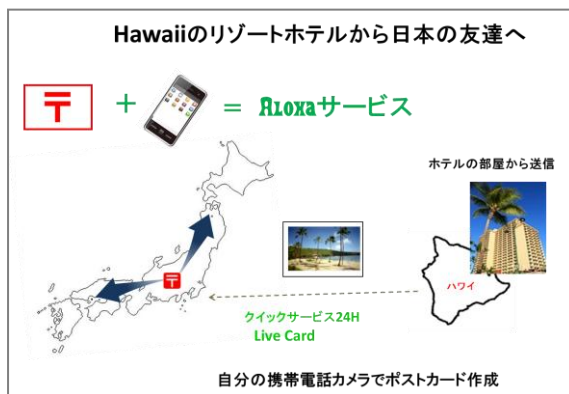 Hawaiiのリゾートホテルから日本の友達へ
〒 + = Aloxaサービス
ホテルの部屋から送信
〒
ハワイ
クイックサービス24H
Live Card
自分の携帯電話カメラでポストカード作成